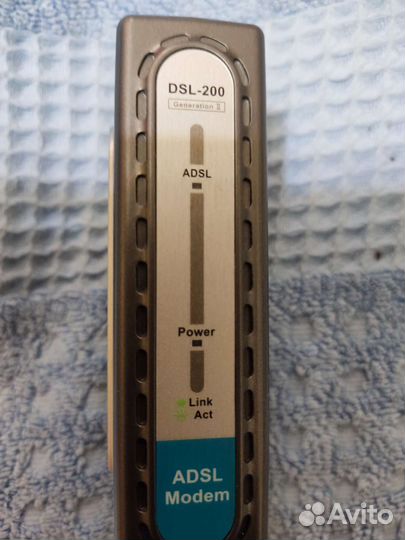 DSL-200
Generation II
ADSL
Power
Link
Act
ADSL
Modem
Avito